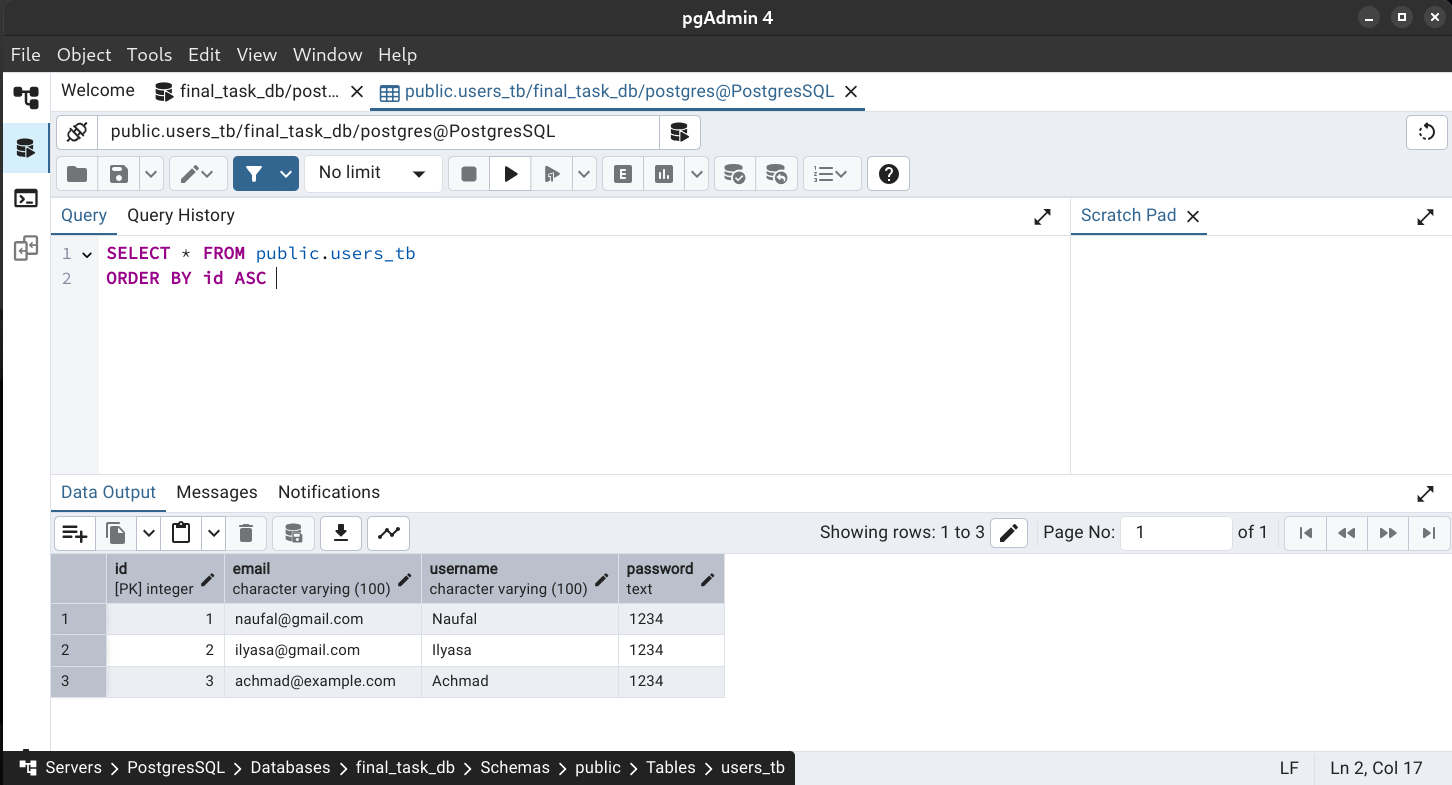 pgAdmin 4
File Object Tools Edit View Window Help
Welcome final_task_db/post... public.users_tb/final_task_db/postgres@PostgresSQL
public.users_tb/final_task_db/postgres@PostgresSQL
No limit E
Query Query History Scratch Pad
1 SELECT * FROM public.users_tb
2 ORDER BY id ASC
Data Output Messages Notifications
Showing rows: 1 to 3 Page No: 1 of 1
id email username password
[PK] integer character varying (100) character varying (100) text
1 1 naufal@gmail.com Naufal 1234
2 2 ilyasa@gmail.com Ilyasa 1234
3 3 achmad@example.com Achmad 1234
Servers > PostgresSQL > Databases > final_task_db > Schemas > public > Tables > users_tb LF Ln 2, Col 17